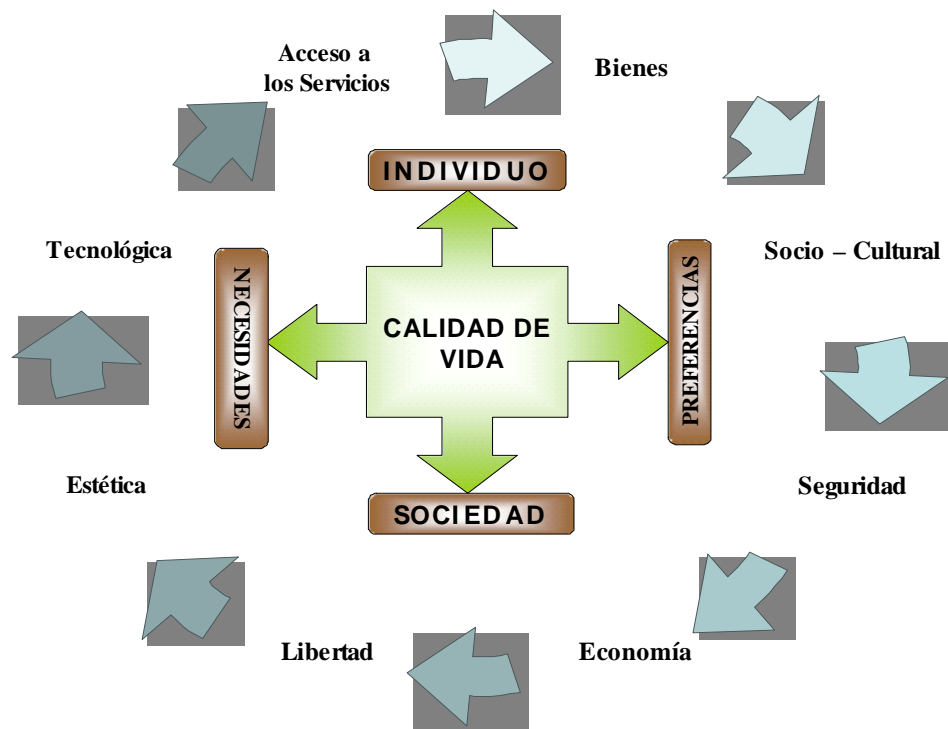 Acceso a
los Servicios
Bienes
INDIVIDUO
Tecnológica
Socio – Cultural
NECESIDADES
CALIDAD DE
VIDA
PREFERENCIAS
Estética
Seguridad
SOCIEDAD
Libertad
Economía